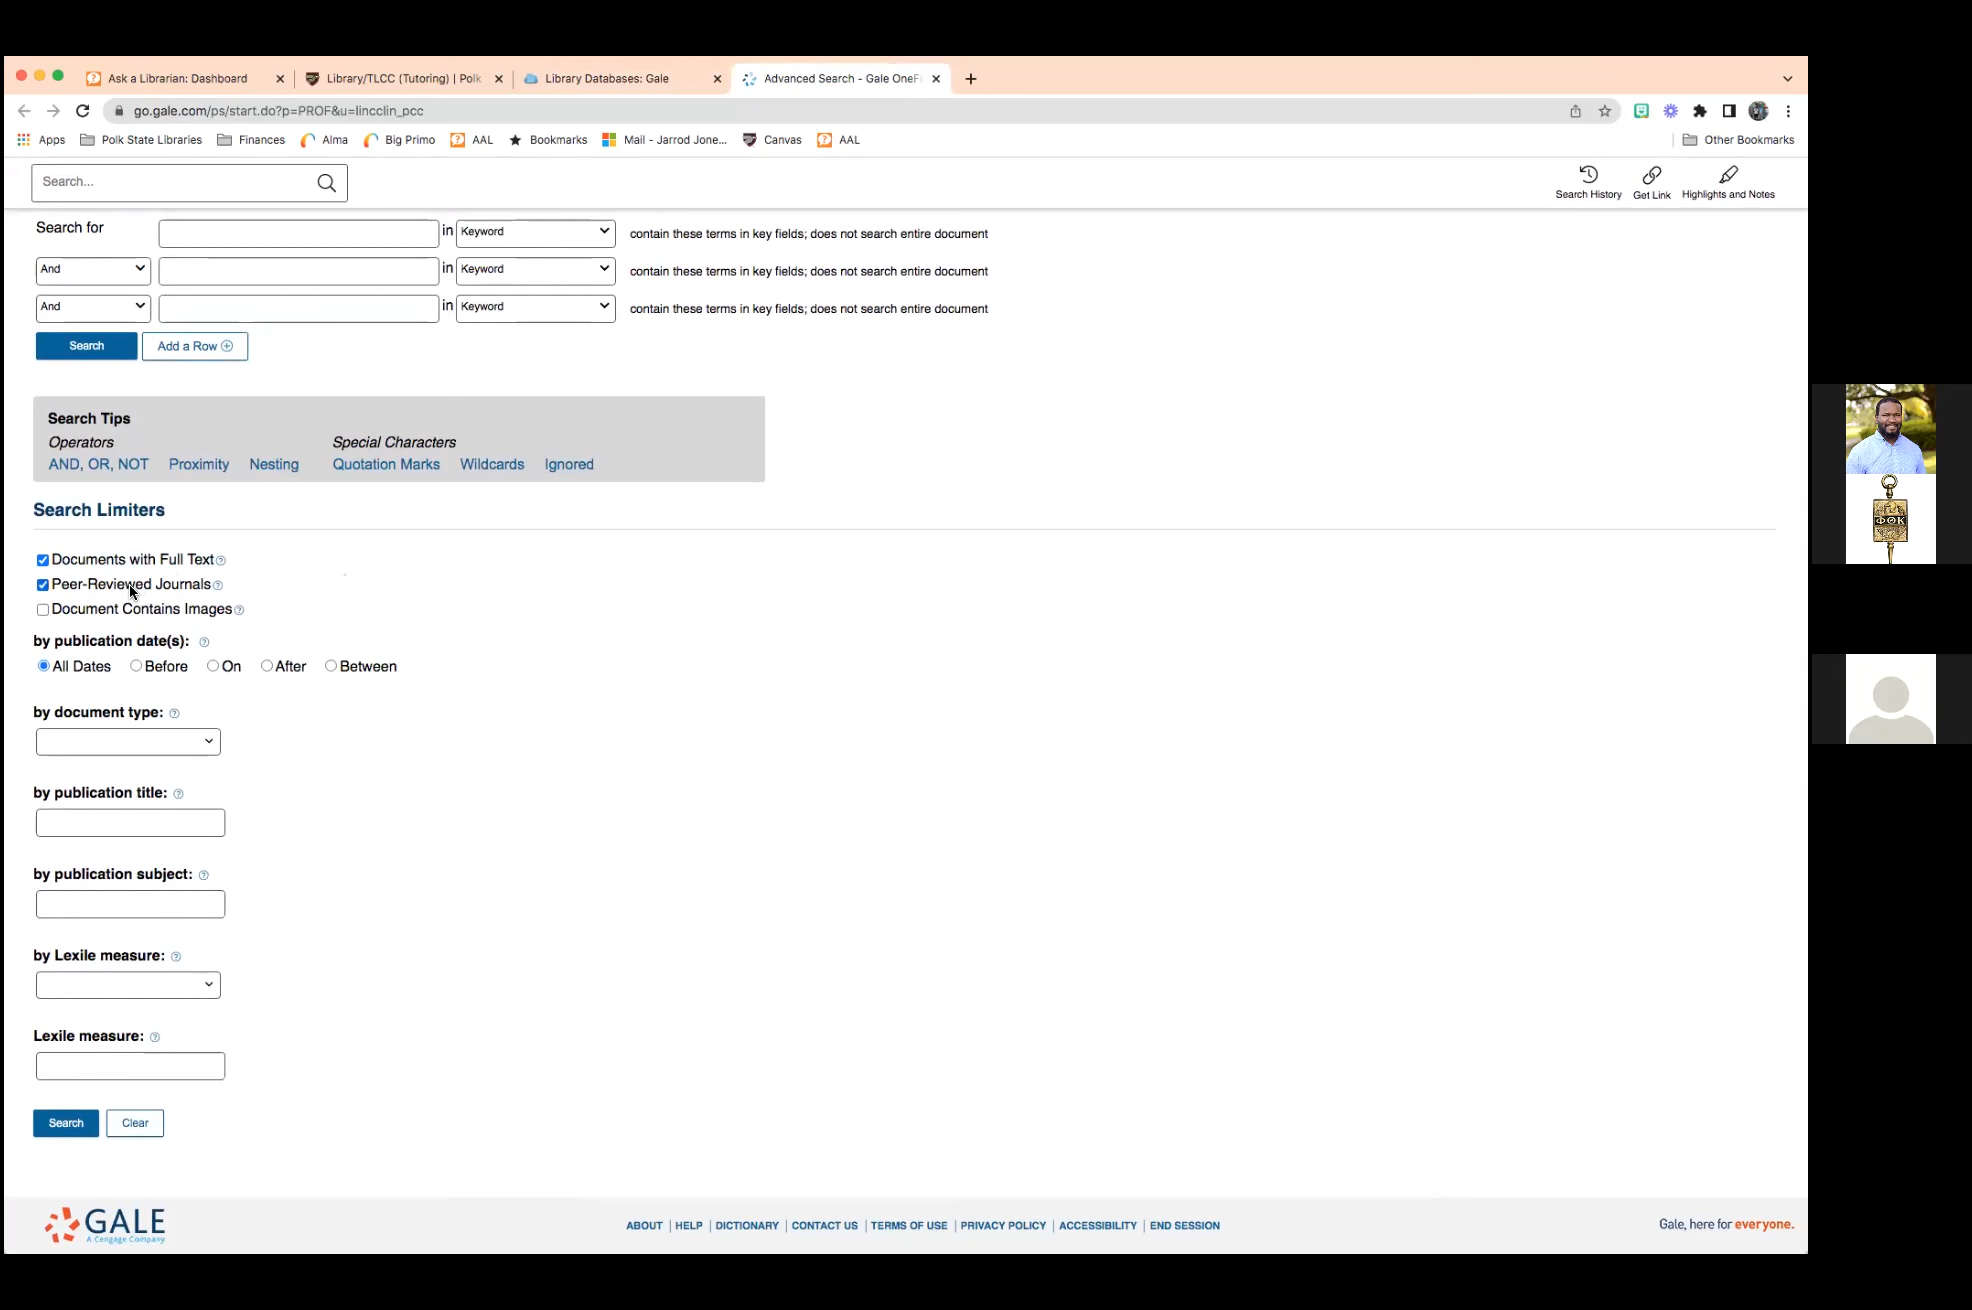 Ask a Librarian: Dashboard
Library/TLCC (Tutoring) | Polk
Library Databases: Gale
Advanced Search - Gale OneF
go.gale.com/ps/start.do?p=PROF&u=lincclin_pcc
Apps Polk State Libraries Finances Alma Big Primo AAL Bookmarks Mail - Jarrod Jone... Canvas AAL Other Bookmarks
Search...
Search History Get Link Highlights and Notes
Search for in Keyword contain these terms in key fields; does not search entire document
And in Keyword contain these terms in key fields; does not search entire document
And in Keyword contain these terms in key fields; does not search entire document
Search Add a Row
Search Tips
Operators Special Characters
AND, OR, NOT Proximity Nesting Quotation Marks Wildcards Ignored
Search Limiters
Documents with Full Text
Peer-Reviewed Journals
Document Contains Images
by publication date(s):
All Dates Before On After Between
by document type:
by publication title:
by publication subject:
by Lexile measure:
Lexile measure:
Search Clear
GALE
A Cengage Company
ABOUT | HELP | DICTIONARY | CONTACT US | TERMS OF USE | PRIVACY POLICY | ACCESSIBILITY | END SESSION
Gale, here for everyone.
ΦΘΚ